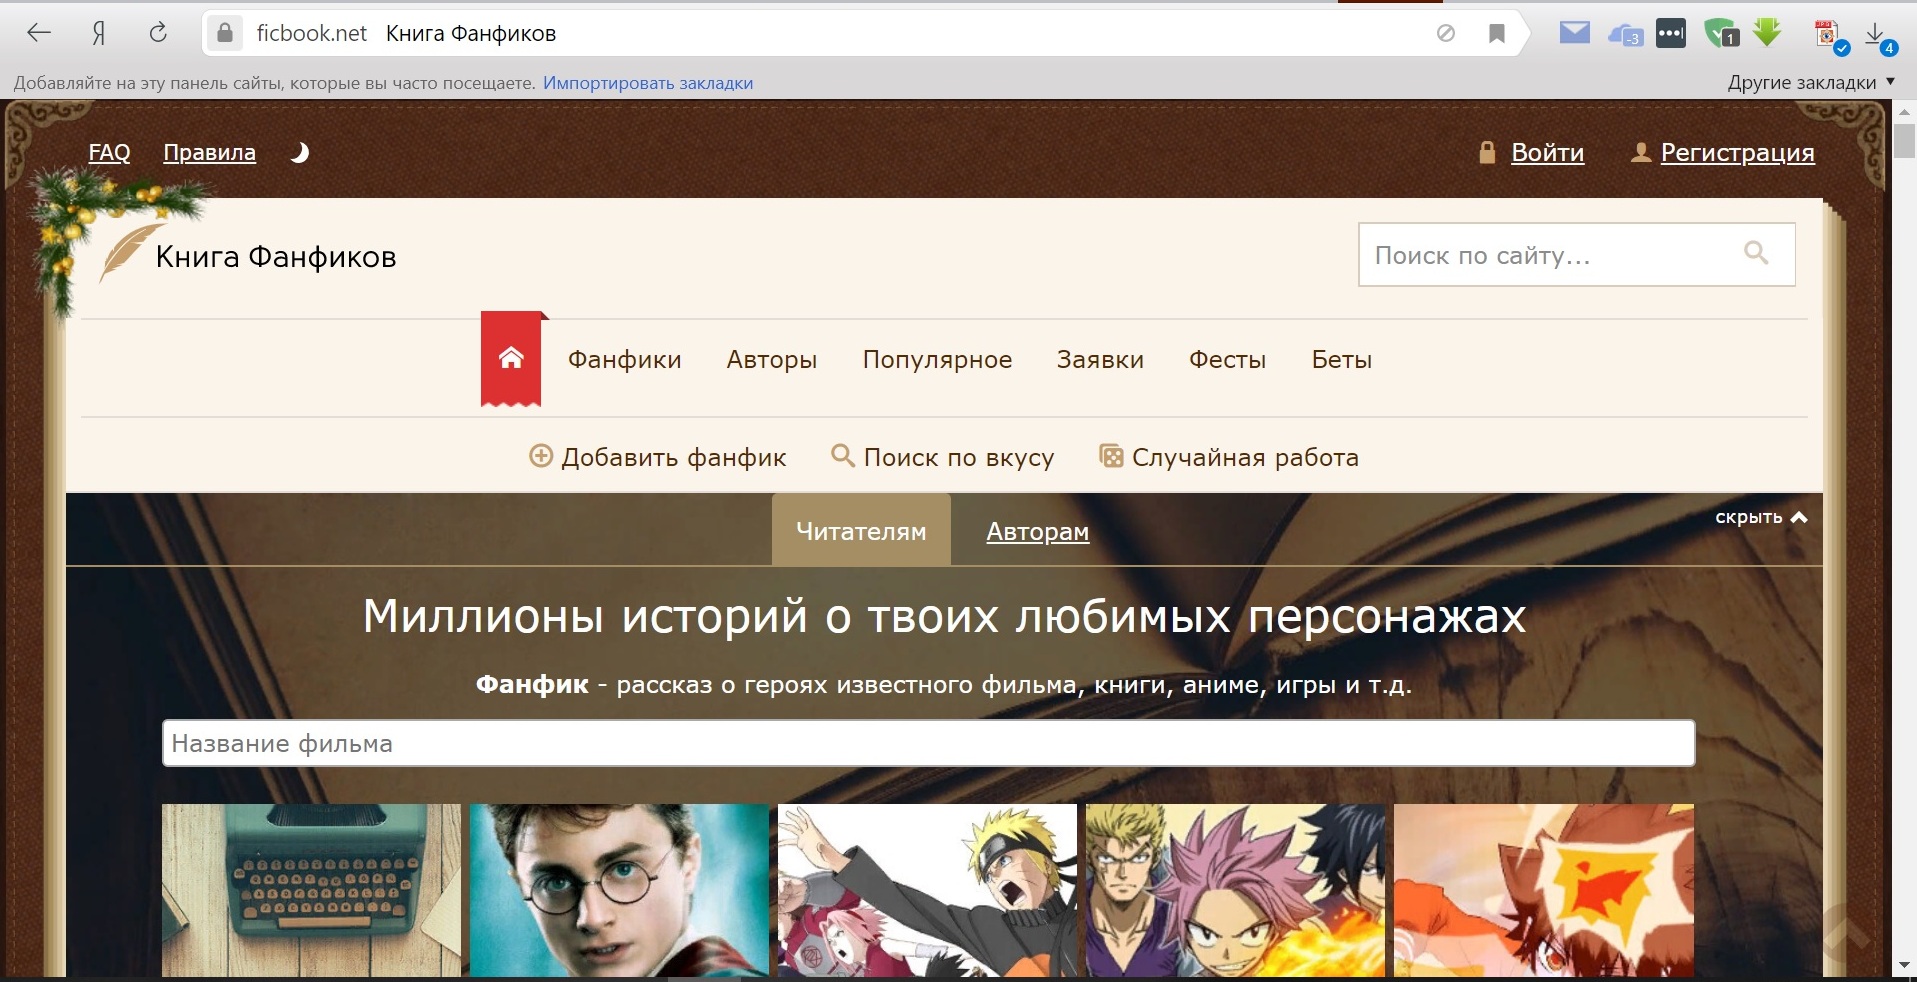 Я ficbook.net Книга Фанфиков -3 1 4
Добавляйте на эту панель сайты, которые вы часто посещаете. Импортировать закладки Другие закладки
FAQ Правила Войти Регистрация
Книга Фанфиков Поиск по сайту...
Фанфики Авторы Популярное Заявки Фесты Беты
Добавить фанфик Поиск по вкусу Случайная работа
Читателям Авторам скрыть
Миллионы историй о твоих любимых персонажах
Фанфик - рассказ о героях известного фильма, книги, аниме, игры и т.д.
Название фильма